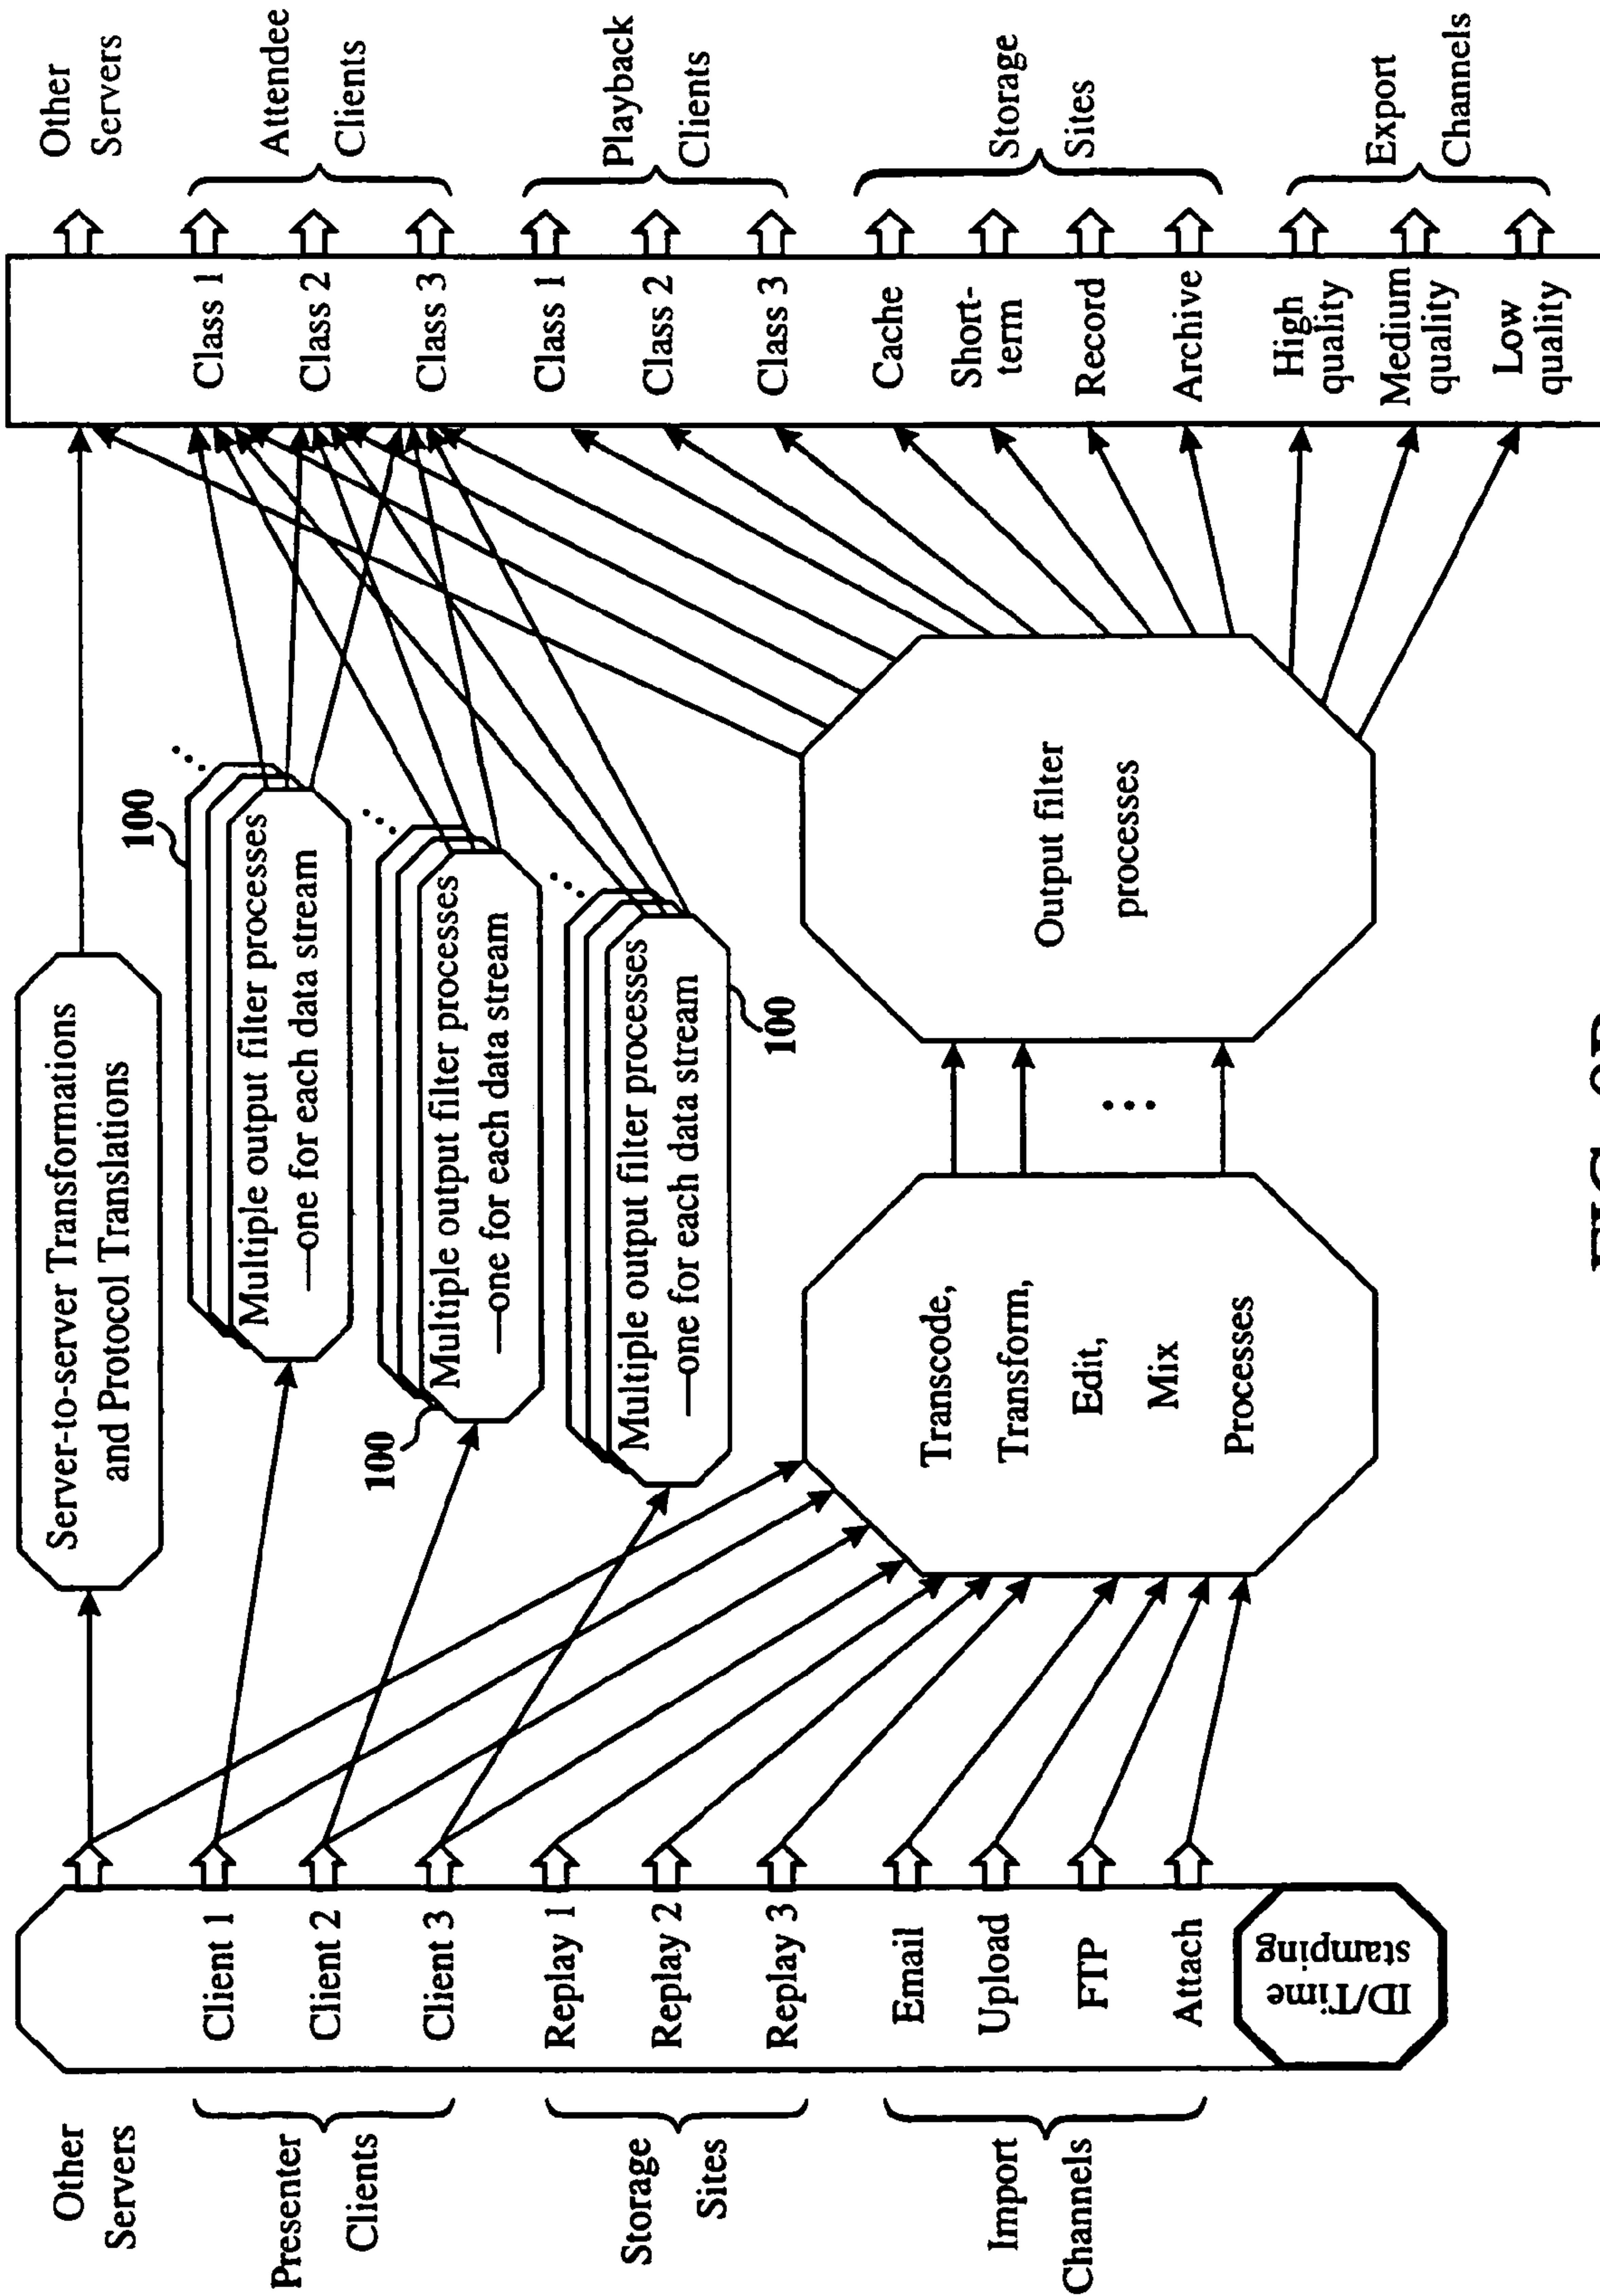 Other
Servers
Presenter
Clients
Storage
Sites
Import
Channels
Client 1
Client 2
Client 3
Replay 1
Replay 2
Replay 3
Email
Upload
FTP
Attach
ID/Time
stamping
Server-to-server Transformations
and Protocol Translations
100
Multiple output filter processes
—one for each data stream
100
Multiple output filter processes
—one for each data stream
100
Multiple output filter processes
—one for each data stream
Transcode,
Transform,
Edit,
Mix
Processes
Output filter
processes
Class 1
Class 2
Class 3
Class 1
Class 2
Class 3
Cache
Short-
term
Record
Archive
High
quality
Medium
quality
Low
quality
Other
Servers
Attendee
Clients
Playback
Clients
Storage
Sites
Export
Channels